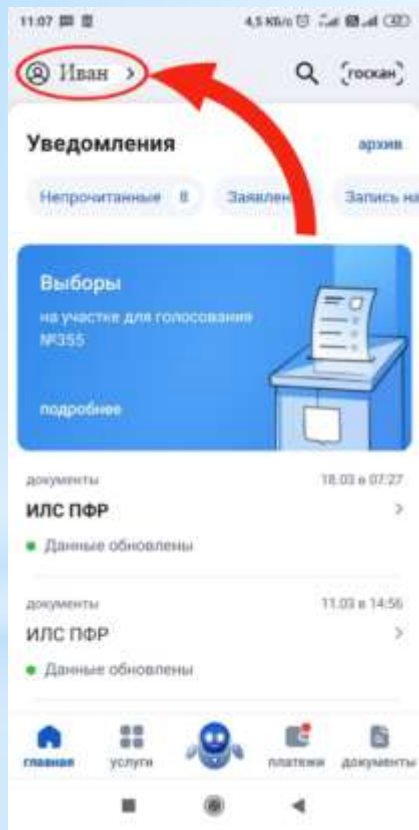 11:07
4,5 КБ/с
Иван
госкан
Уведомления
архив
Непрочитанные 8
Запись на
Выборы
на участке для голосования
№355
подробнее
документы
18.03 в 07:27
ИЛС ПФР
Данные обновлены
документы
11.03 в 14:56
ИЛС ПФР
Данные обновлены
главная
услуги
платежи
документы